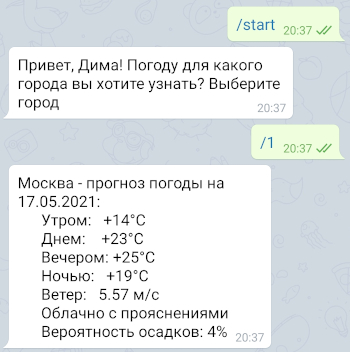 /start 20:37
Привет, Дима! Погоду для какого
города вы хотите узнать? Выберите
город
20:37
/1 20:37
Москва - прогноз погоды на
17.05.2021:
Утром: +14°C
Днем: +23°C
Вечером: +25°C
Ночью: +19°C
Ветер: 5.57 м/с
Облачно с прояснениями
Вероятность осадков: 4% 20:37